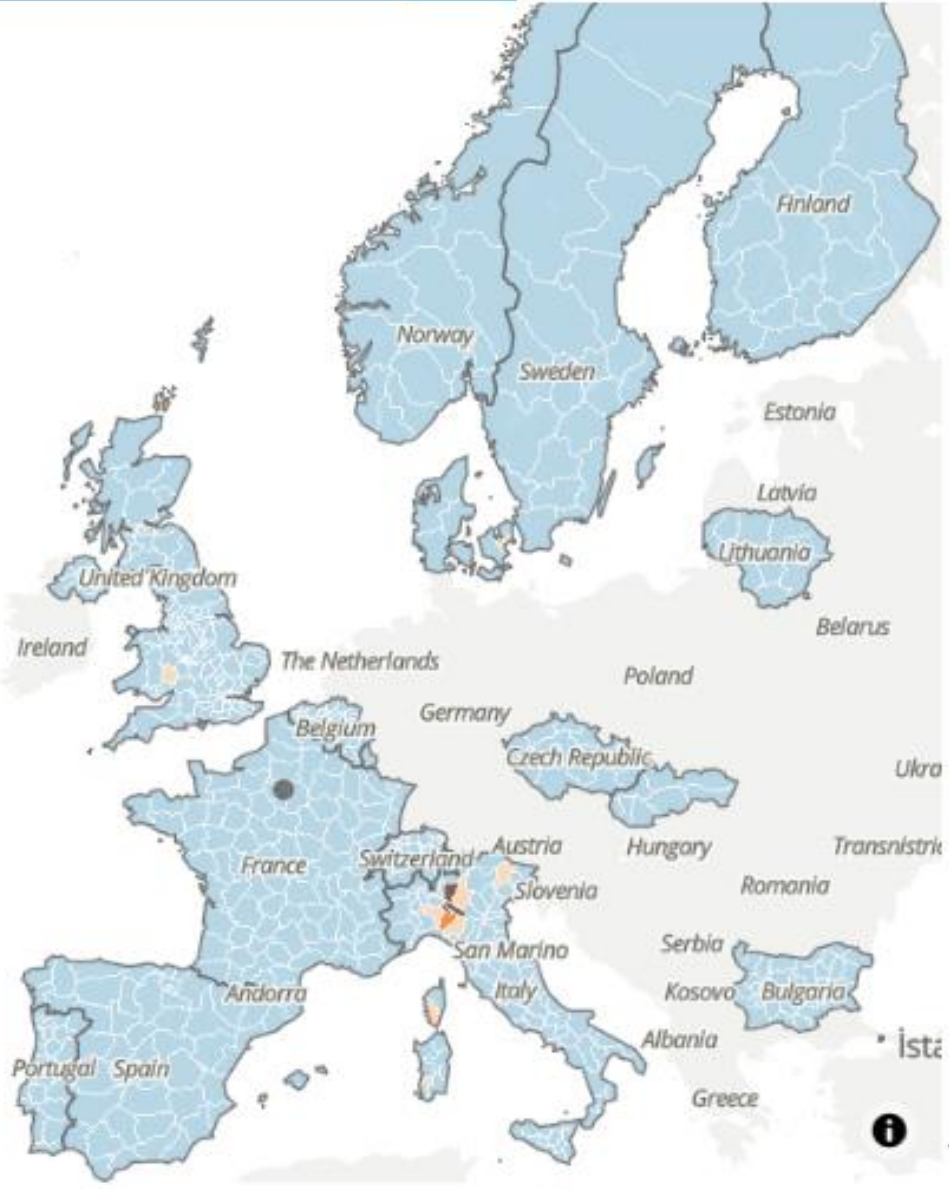 Finland
Norway
Sweden
Estonia
Latvia
Lithuania
United Kingdom
Belarus
Ireland
The Netherlands
Poland
Germany
Belgium
Czech Republic
Ukra
Austria
Hungary
Transnistri
France
Switzerland
Slovenia
Romania
San Marino
Serbia
Andorra
Italy
Kosovo
Bulgaria
Albania
İsta
Portugal
Spain
Greece
i